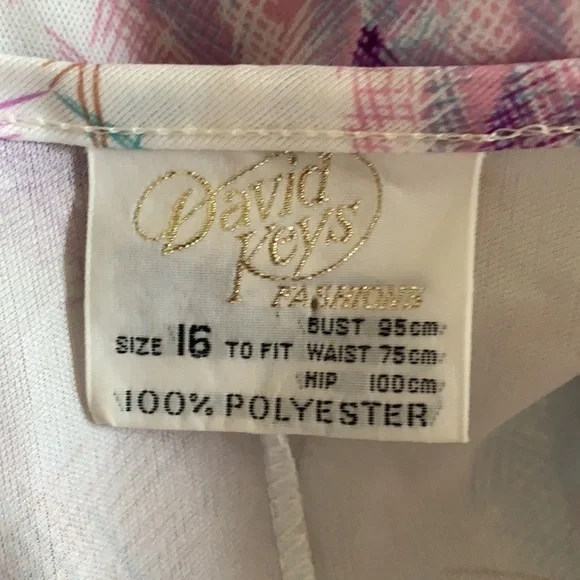 David
Keys
FASHIONS
SIZE 16 TO FIT
BUST 95cm
WAIST 75cm
HIP 100cm
100% POLYESTER